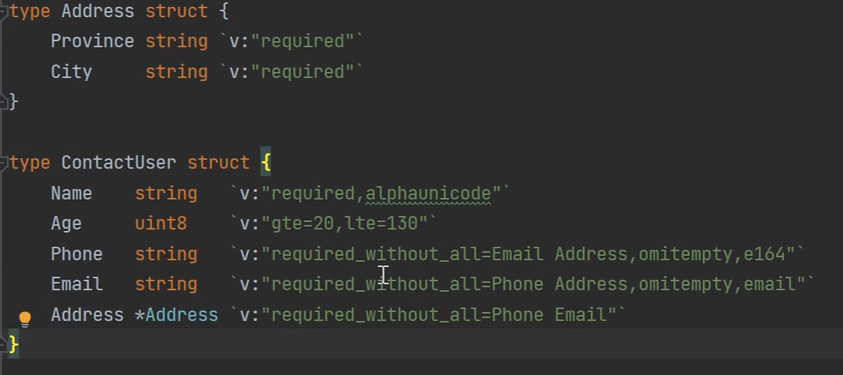 type Address struct {
    Province string `v:"required"`
    City     string `v:"required"`
}
type ContactUser struct {
    Name    string   `v:"required,alphaunicode"`
    Age     uint8    `v:"gte=20,lte=130"`
    Phone   string   `v:"required_without_all=Email Address,omitempty,e164"`
    Email   string   `v:"required_without_all=Phone Address,omitempty,email"`
    Address *Address `v:"required_without_all=Phone Email"`
}